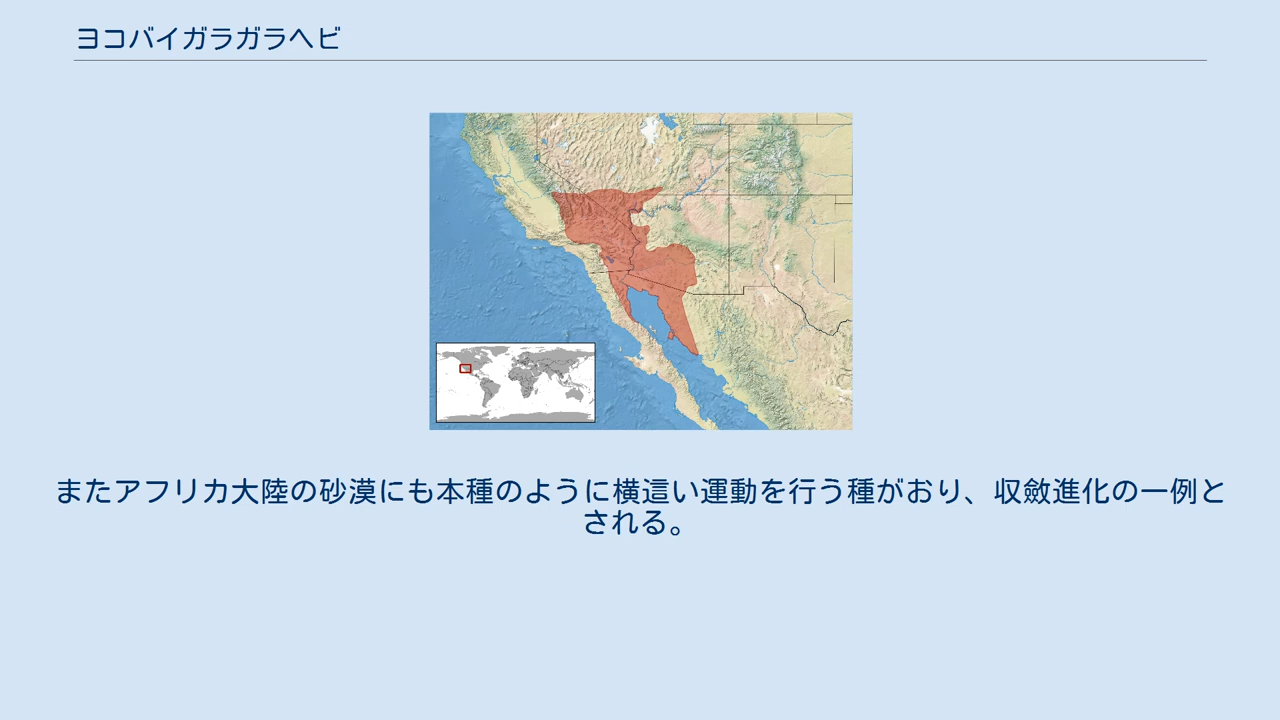 ヨコバイガラガラヘビ
またアフリカ大陸の砂漠にも本種のように横這い運動を行う種がおり、収斂進化の一例と
される。